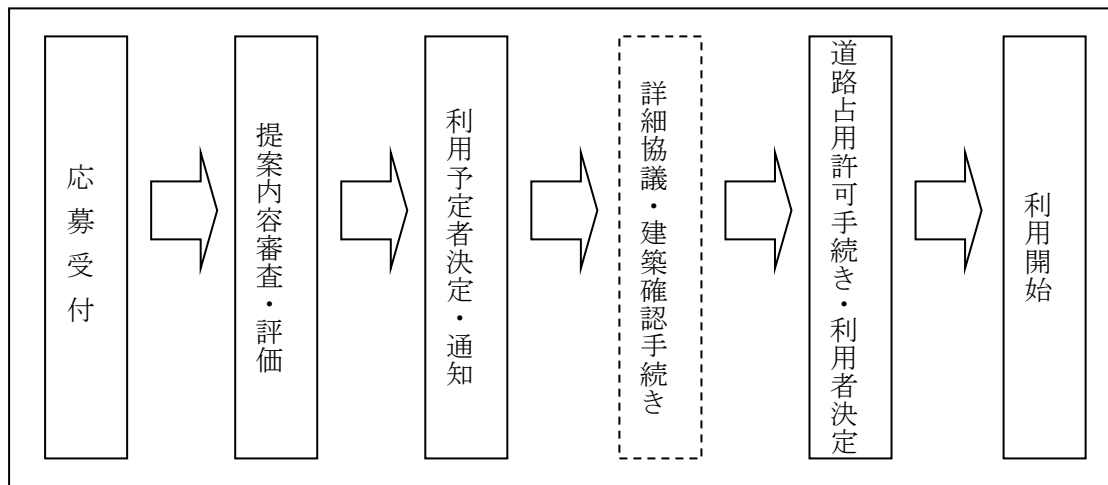 応募受付
提案内容審査・評価
利用予定者決定・通知
詳細協議・建築確認手続き
道路占用許可手続き・利用者決定
利用開始